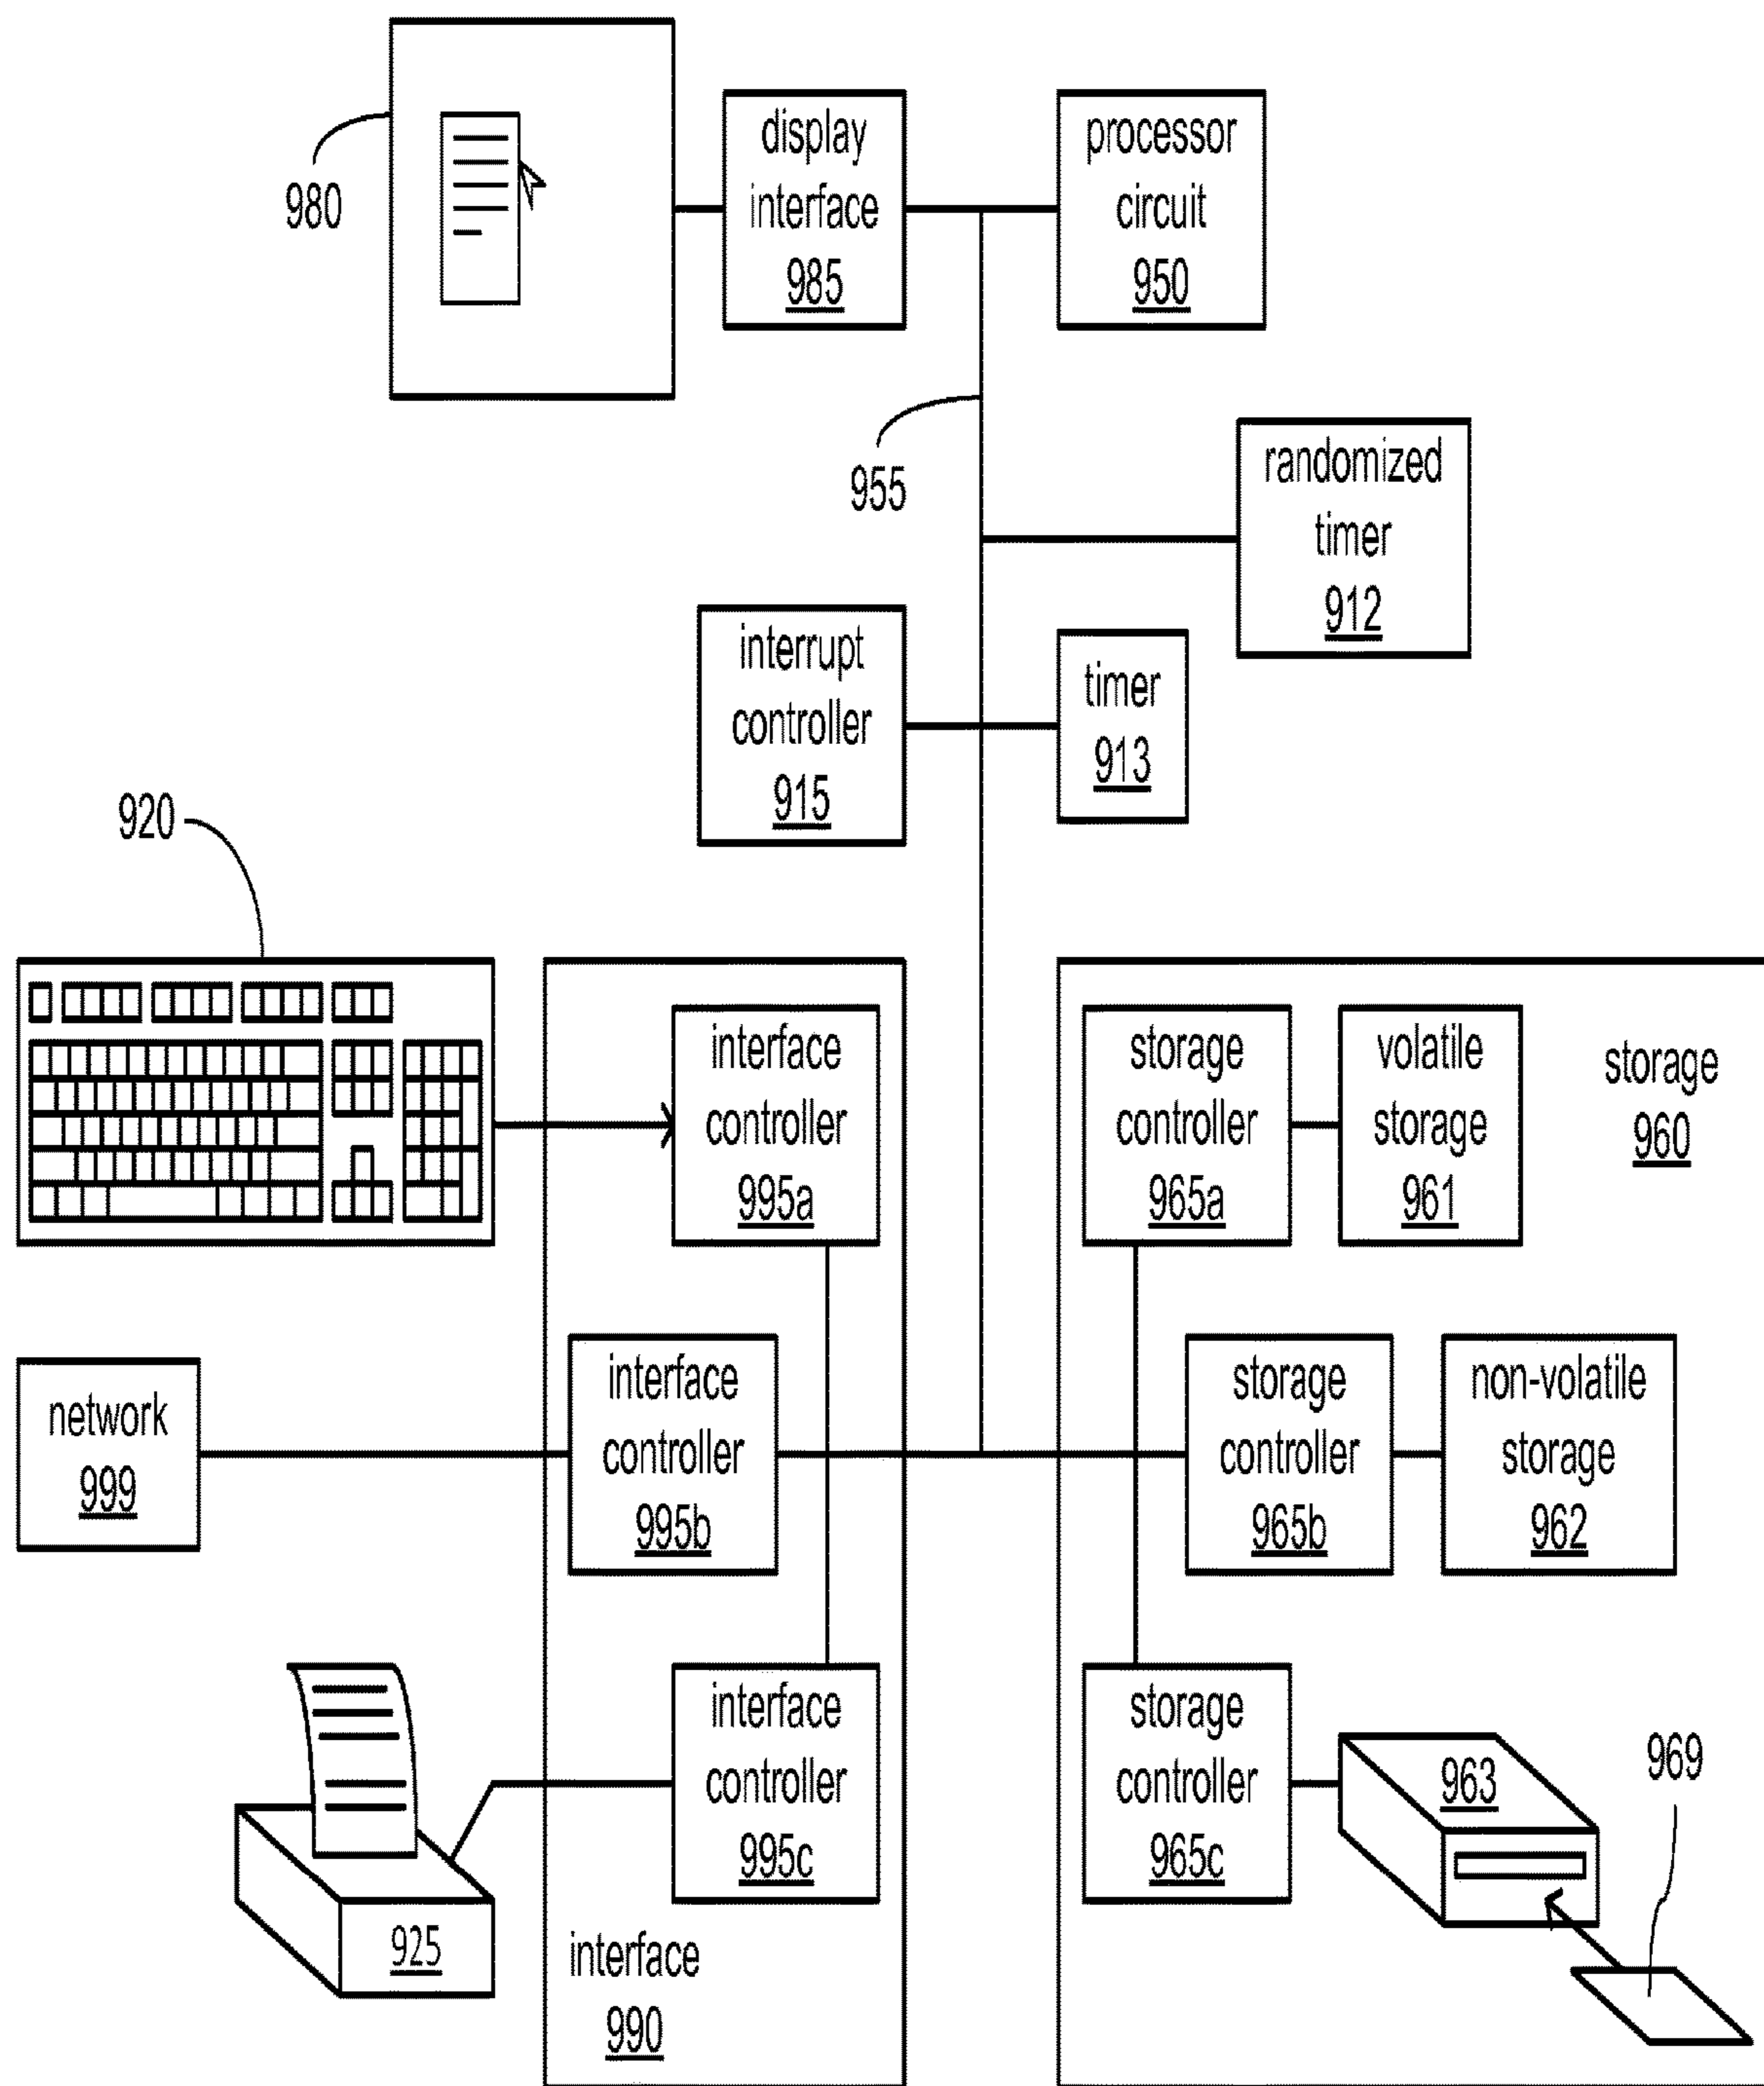 980
display
interface
985
processor
circuit
950
955
randomized
timer
912
interrupt
controller
915
timer
913
920
interface
controller
995a
storage
controller
965a
volatile
storage
961
storage
960
network
999
interface
controller
995b
storage
controller
965b
non-volatile
storage
962
925
interface
controller
995c
interface
990
storage
controller
965c
963
969